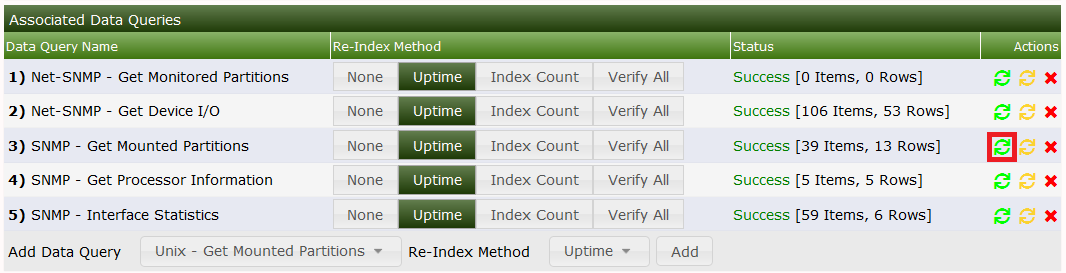 Associated Data Queries
Data Query Name Re-Index Method Status Actions
1) Net-SNMP - Get Monitored Partitions None Uptime Index Count Verify All Success [0 Items, 0 Rows]
2) Net-SNMP - Get Device I/O None Uptime Index Count Verify All Success [106 Items, 53 Rows]
3) SNMP - Get Mounted Partitions None Uptime Index Count Verify All Success [39 Items, 13 Rows]
4) SNMP - Get Processor Information None Uptime Index Count Verify All Success [5 Items, 5 Rows]
5) SNMP - Interface Statistics None Uptime Index Count Verify All Success [59 Items, 6 Rows]
Add Data Query Unix - Get Mounted Partitions Re-Index Method Uptime Add